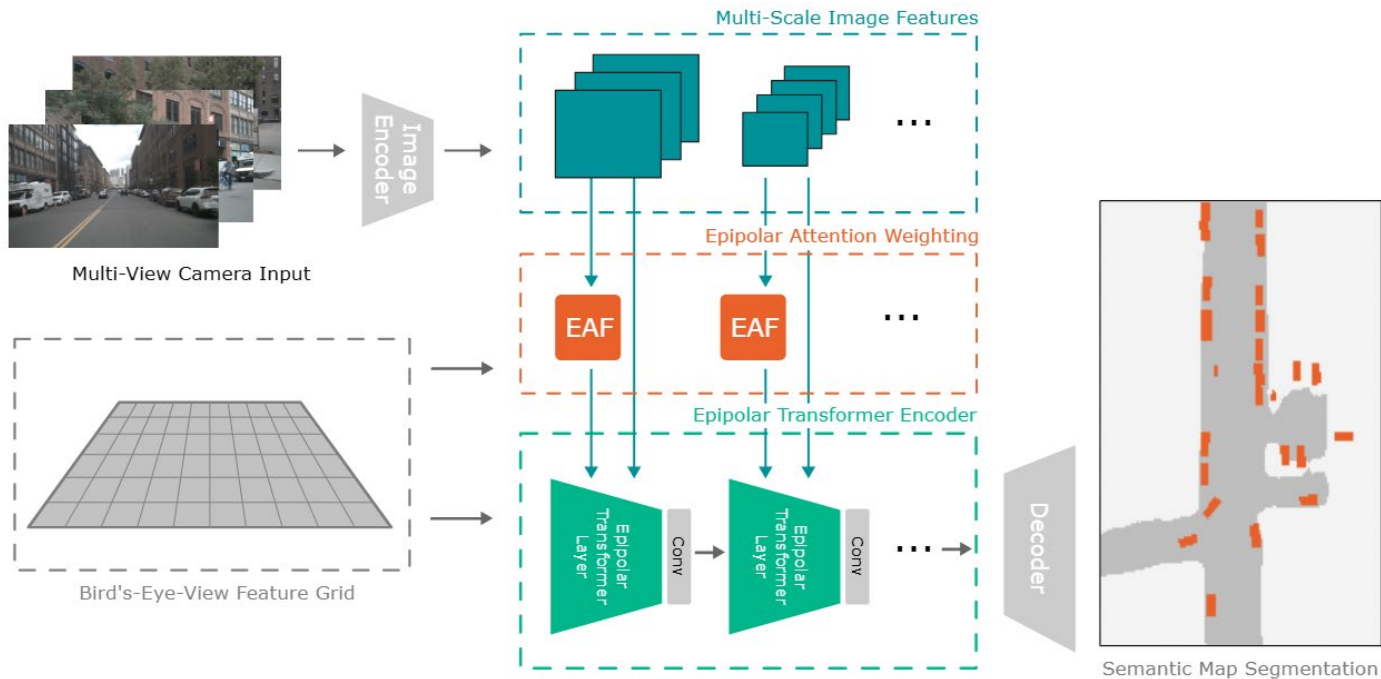 Multi-Scale Image Features
Image
Encoder
...
Multi-View Camera Input
Epipolar Attention Weighting
EAF
EAF
...
Bird's-Eye-View Feature Grid
Epipolar Transformer Encoder
Epipolar
Transformer
Layer
Conv
Epipolar
Transformer
Layer
Conv
...
Decoder
Semantic Map Segmentation